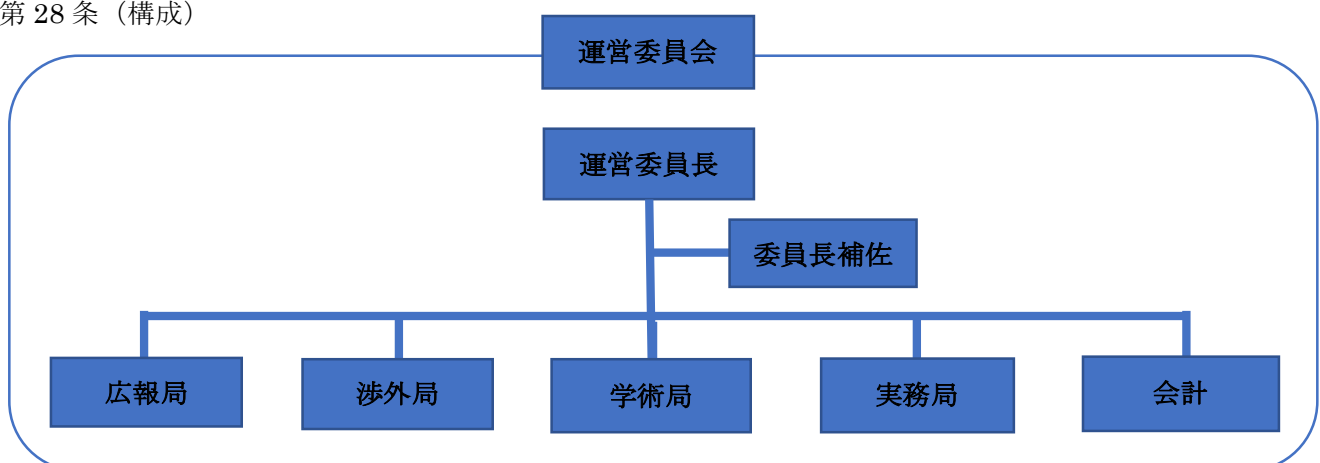 第 28 条（構成）
運営委員会
運営委員長
委員長補佐
広報局
渉外局
学術局
実務局
会計